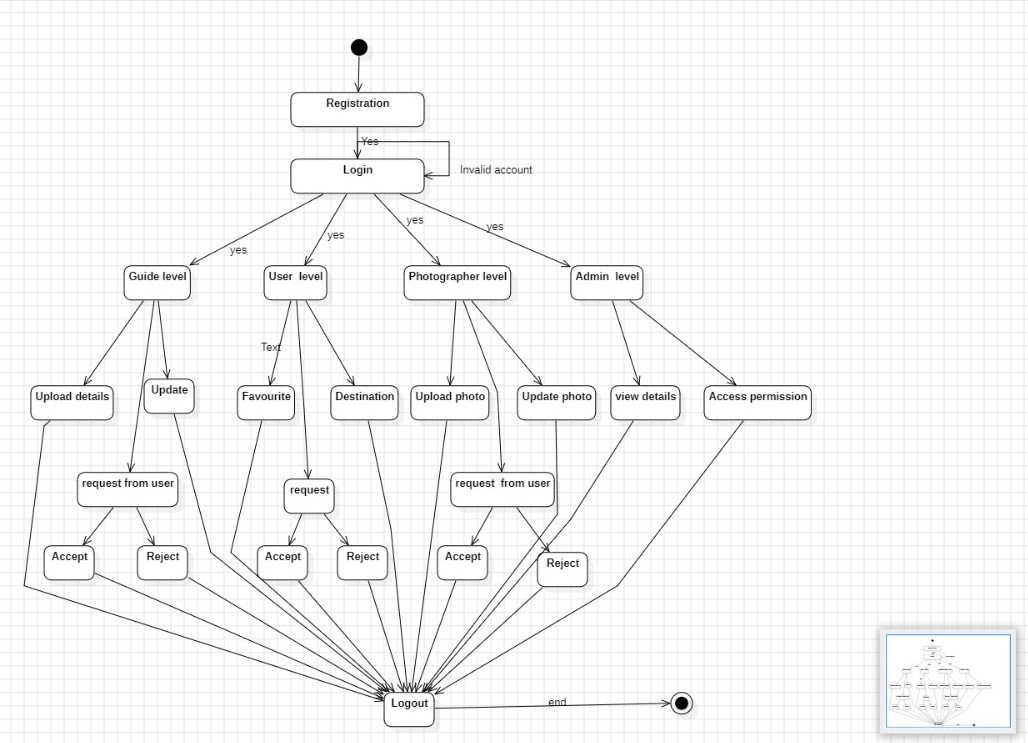 Registration
Yes
Login
Invalid account
yes
yes
yes
yes
Guide level
User level
Photographer level
Admin level
Text
Upload details
Update
Favourite
Destination
Upload photo
Update photo
view details
Access permission
request from user
request
request from user
Accept
Reject
Accept
Reject
Accept
Reject
Logout
end